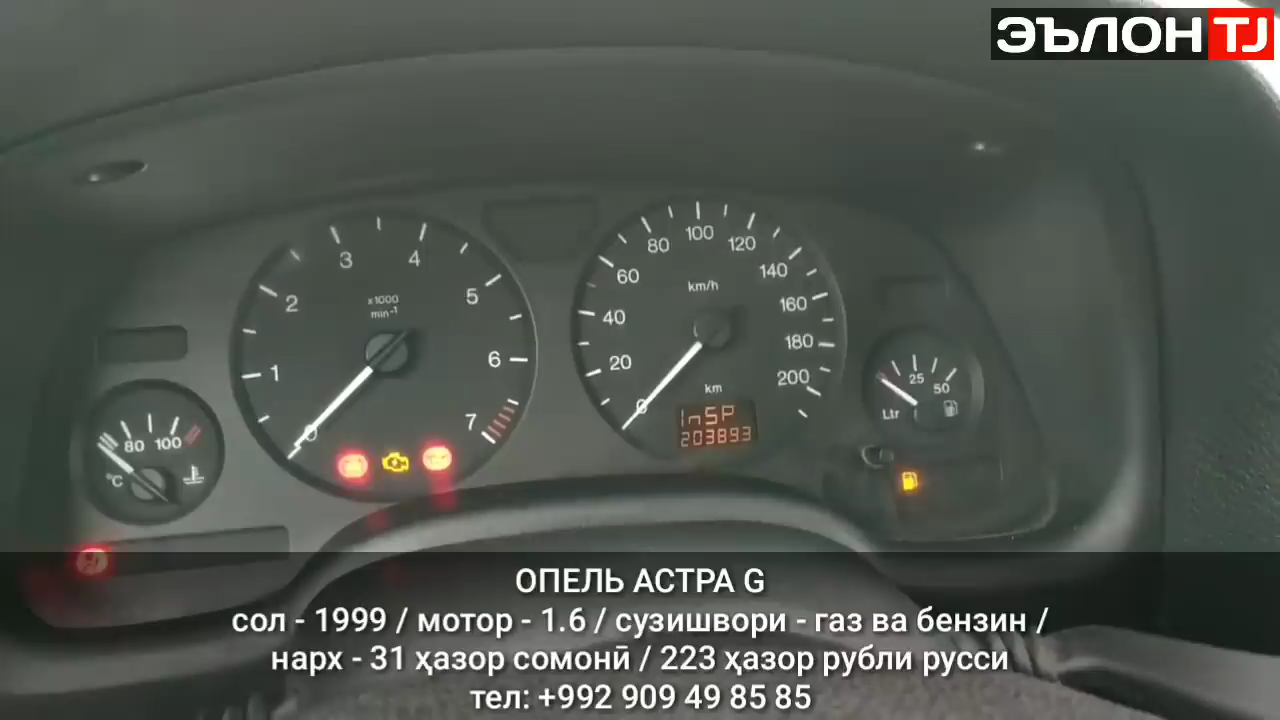 ЭЪЛОН TJ
3 4
2 5
x1000
min⁻¹
1 6
0 7
80 100
°C
100
80 120
60 140
km/h
40 160
20 180
km 200
0
InSP
203893
25
50
Ltr
ОПЕЛЬ АСТРА G
сол - 1999 / мотор - 1.6 / сузишвори - газ ва бензин /
нарх - 31 ҳазор сомонӣ / 223 ҳазор рубли русси
тел: +992 909 49 85 85